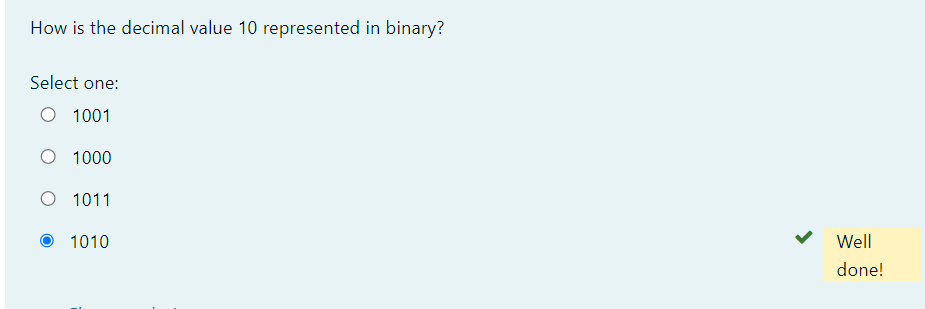 How is the decimal value 10 represented in binary?
Select one:
1001
1000
1011
1010
Well
done!